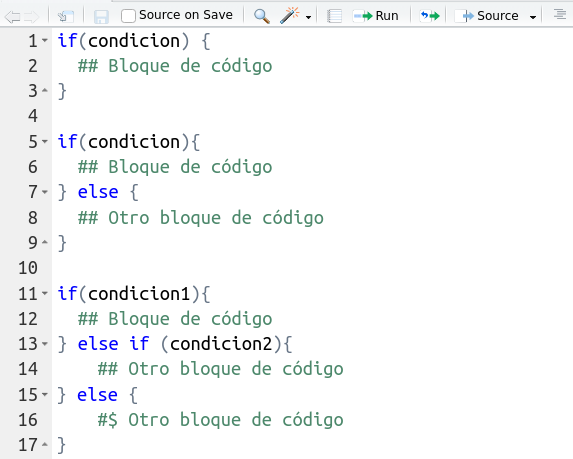 Source on Save Run Source
1 if(condicion) {
2 ## Bloque de código
3 }
4
5 if(condicion){
6 ## Bloque de código
7 } else {
8 ## Otro bloque de código
9 }
10
11 if(condicion1){
12 ## Bloque de código
13 } else if (condicion2){
14 ## Otro bloque de código
15 } else {
16 #$ Otro bloque de código
17 }